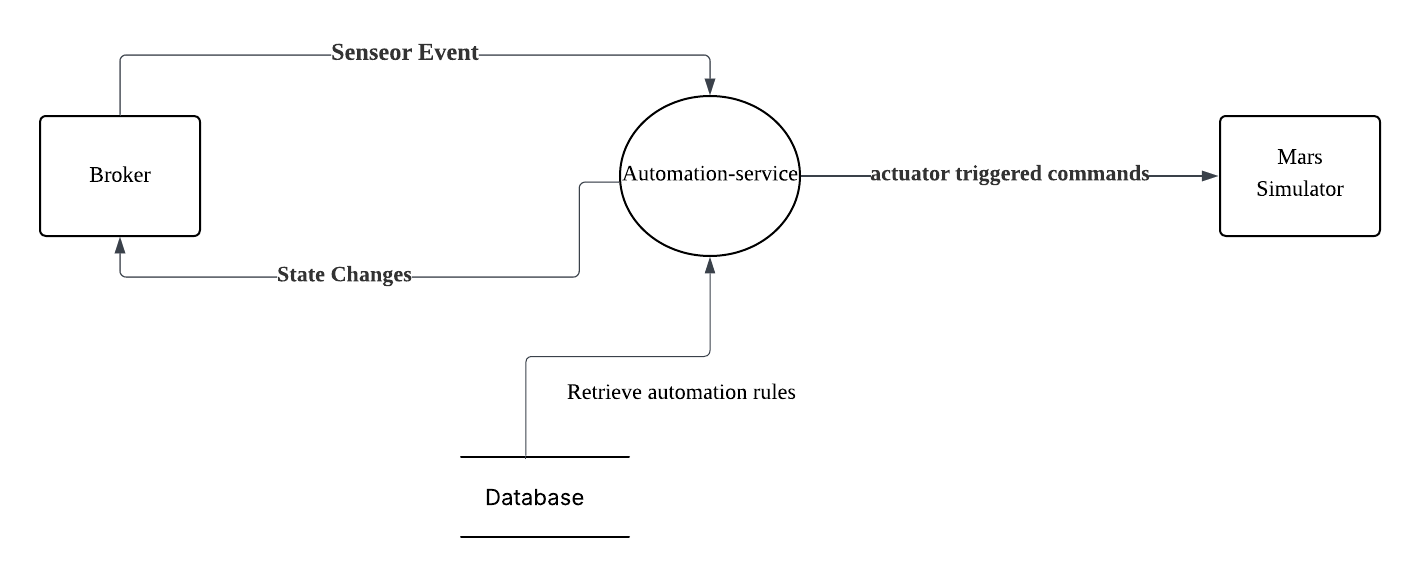 Senseor Event
Broker
Automation-service
actuator triggered commands
Mars
Simulator
State Changes
Retrieve automation rules
Database